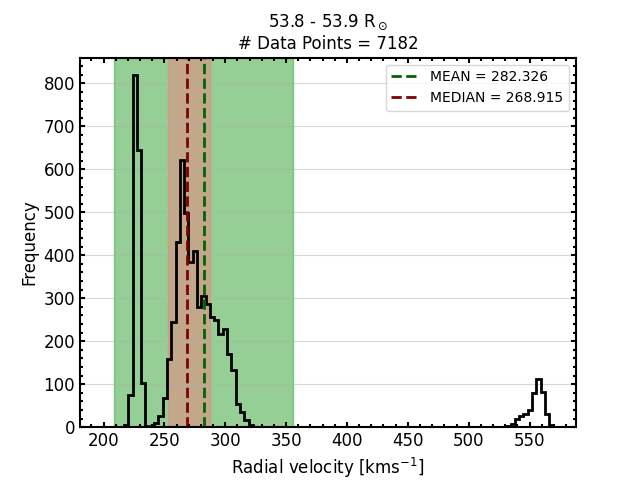 53.8 - 53.9 R⊙
# Data Points = 7182
MEAN = 282.326
MEDIAN = 268.915
Frequency
800
700
600
500
400
300
200
100
0
200 250 300 350 400 450 500 550
Radial velocity [kms⁻¹]